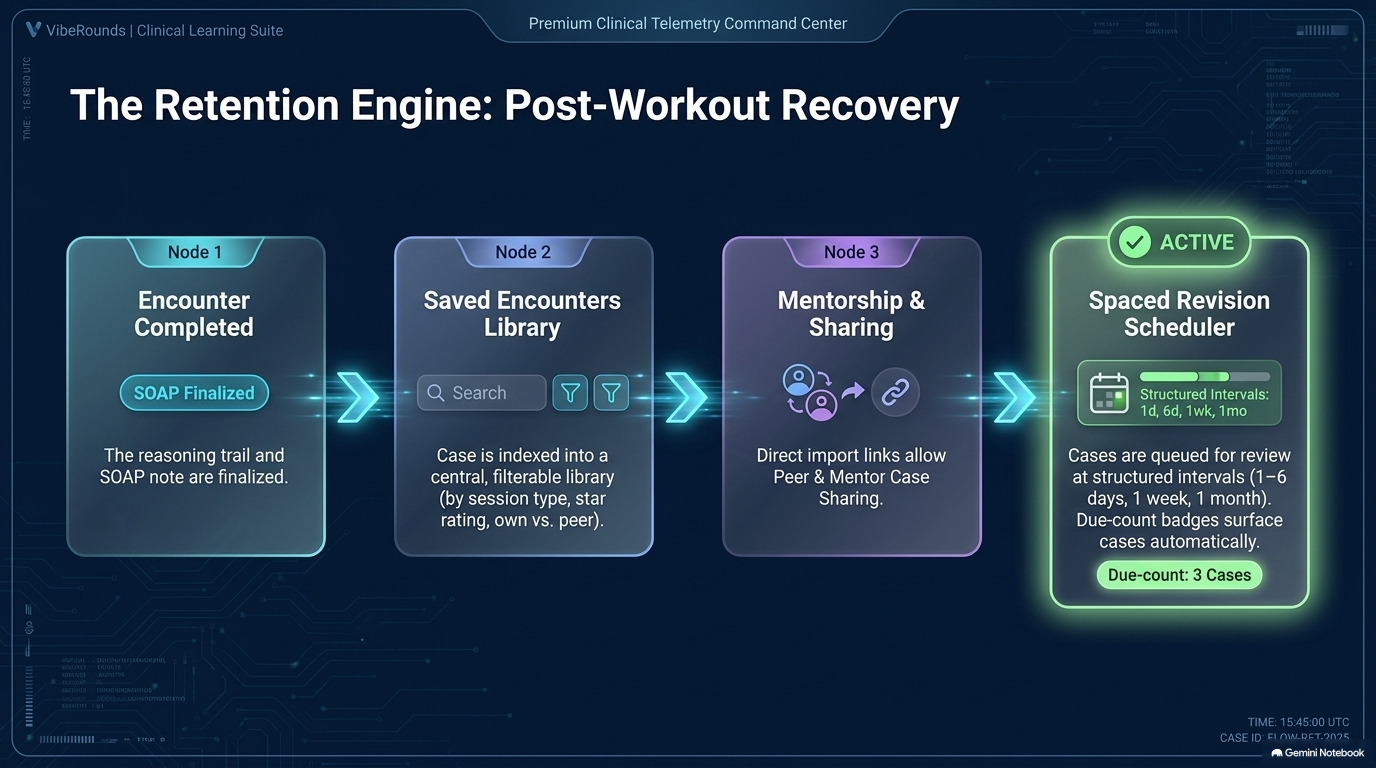 VibeRounds | Clinical Learning Suite
Premium Clinical Telemetry Command Center
The Retention Engine: Post-Workout Recovery
Node 1
Encounter
Completed
SOAP Finalized
The reasoning trail and
SOAP note are finalized.
Node 2
Saved Encounters
Library
Search
Case is indexed into a
central, filterable library
(by session type, star
rating, own vs. peer).
Node 3
Mentorship &
Sharing
Direct import links allow
Peer & Mentor Case
Sharing.
ACTIVE
Spaced Revision
Scheduler
Structured Intervals:
1d, 6d, 1wk, 1mo
Cases are queued for review
at structured intervals (1–6
days, 1 week, 1 month).
Due-count badges surface
cases automatically.
Due-count: 3 Cases
TIME: 15:45:00 UTC
CASE ID: FLOW-RET-2025
Gemini Notebook